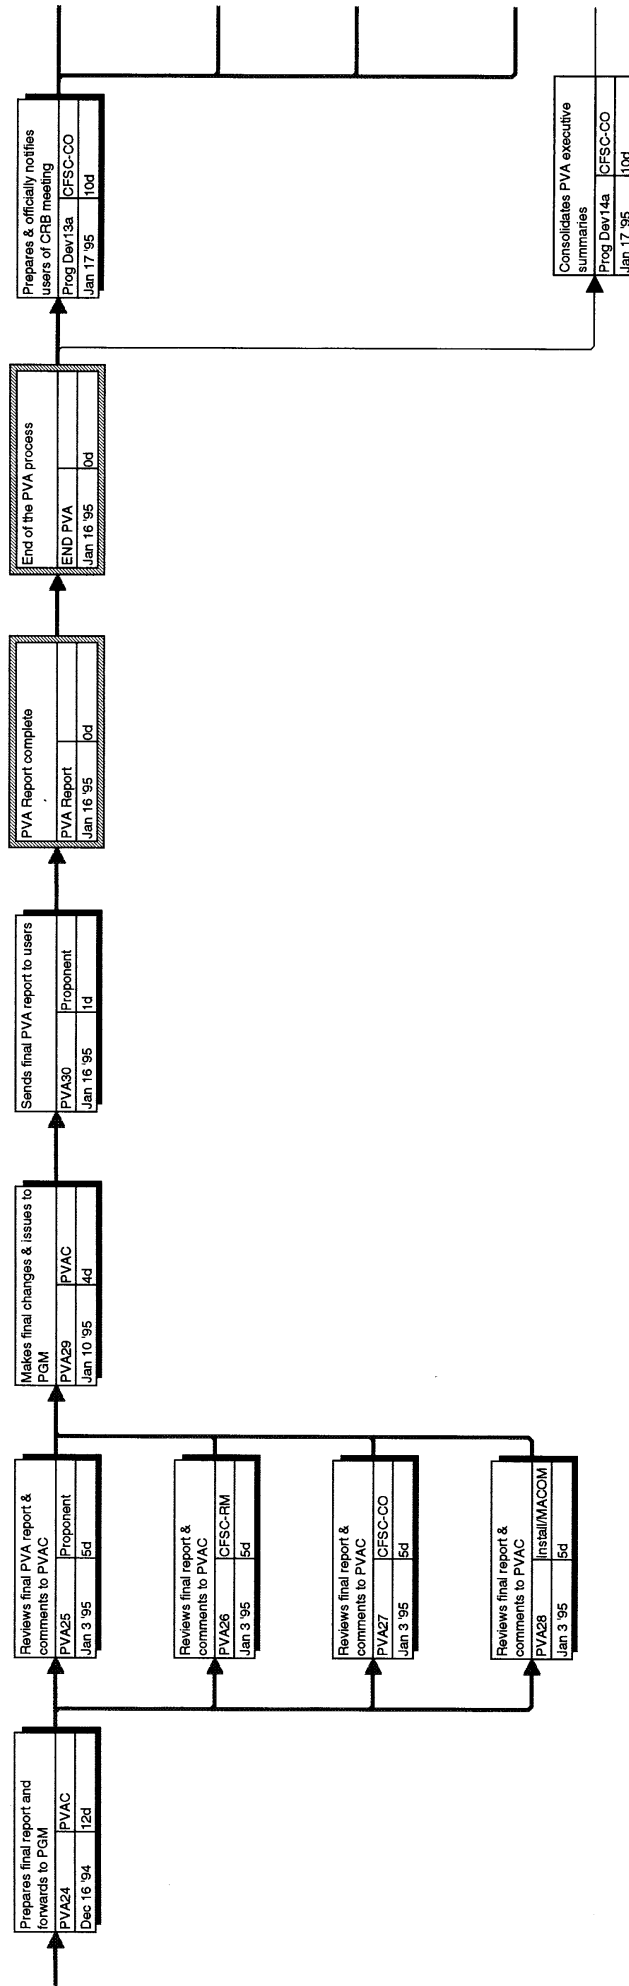 Prepares final report and
forwards to PGM
PVA24 PVAC
Dec 16 '94 12d
Reviews final PVA report &
comments to PVAC
PVA25 Proponent
Jan 3 '95 5d
Reviews final report &
comments to PVAC
PVA26 CFSC-RM
Jan 3 '95 5d
Reviews final report &
comments to PVAC
PVA27 CFSC-CO
Jan 3 '95 5d
Reviews final report &
comments to PVAC
PVA28 Install/MACOM
Jan 3 '95 5d
Makes final changes & issues to
PGM
PVA29 PVAC
Jan 10 '95 4d
Sends final PVA report to users
PVA30 Proponent
Jan 16 '95 1d
PVA Report complete
PVA Report
Jan 16 '95 0d
End of the PVA process
END PVA
Jan 16 '95 0d
Prepares & officially notifies
users of CRB meeting
Prog Dev13a CFSC-CO
Jan 17 '95 10d
Consolidates PVA executive
summaries
Prog Dev14a CFSC-CO
Jan 17 '95 10d